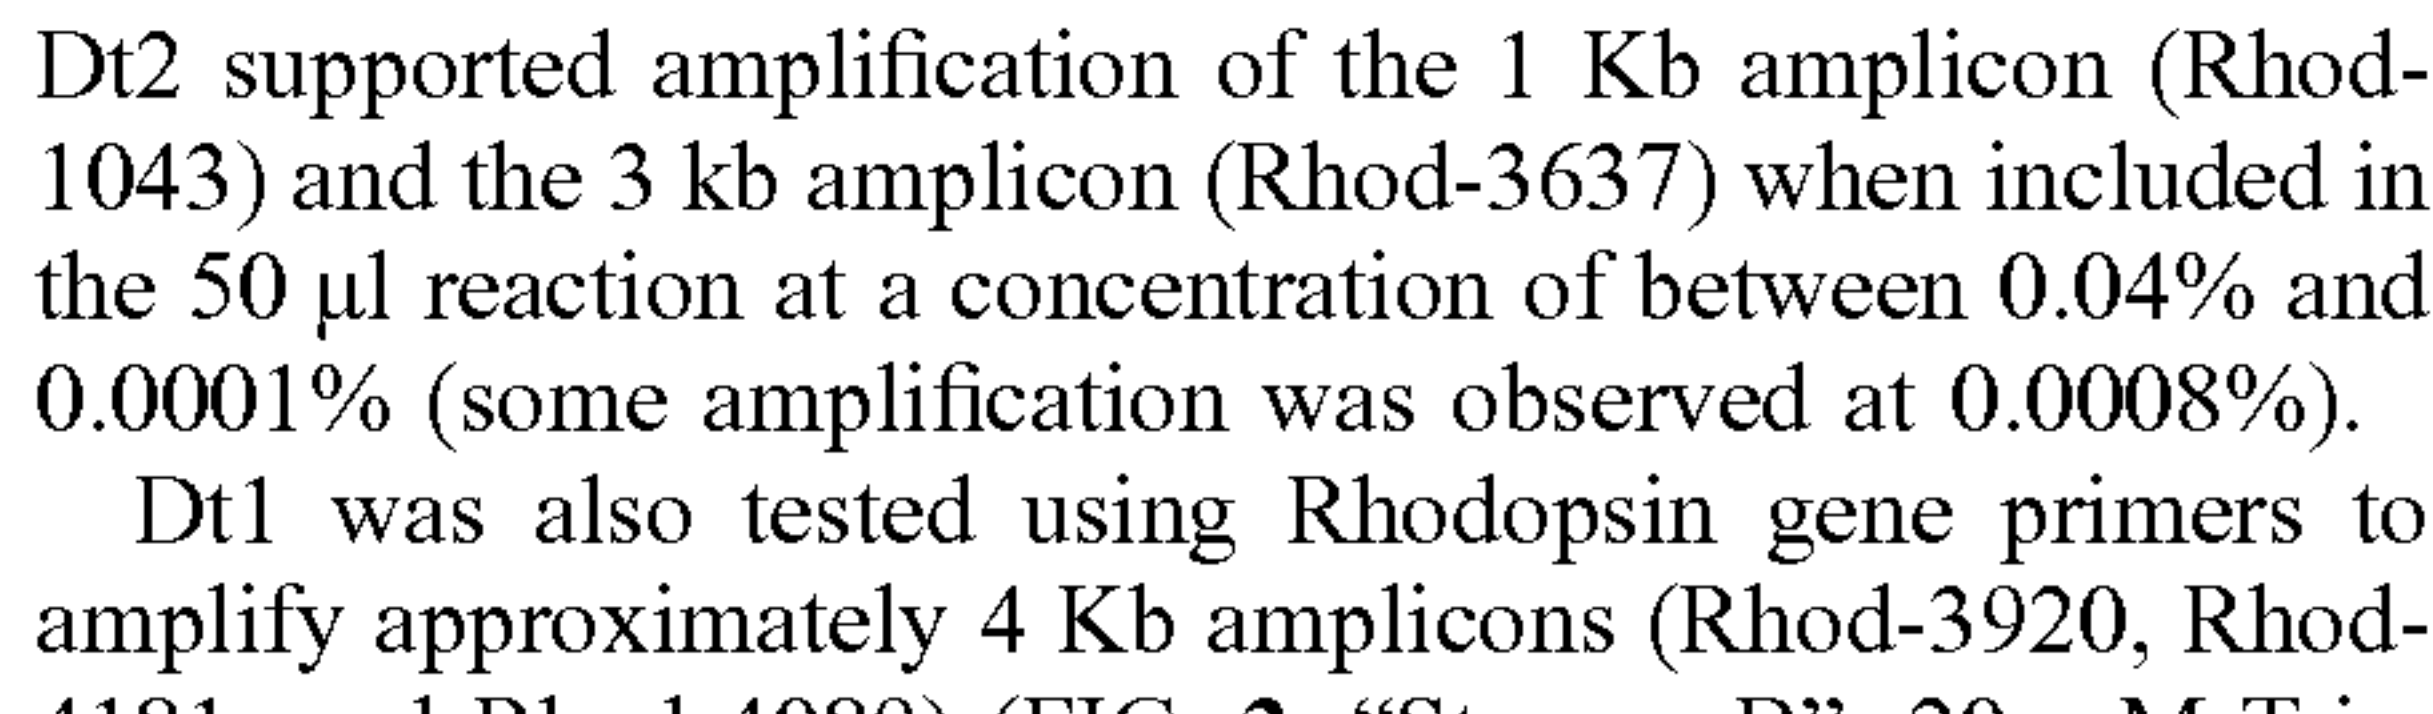 Dt2 supported amplification of the 1 Kb amplicon (Rhod-
1043) and the 3 kb amplicon (Rhod-3637) when included in
the 50 µl reaction at a concentration of between 0.04% and
0.0001% (some amplification was observed at 0.0008%).
Dt1 was also tested using Rhodopsin gene primers to
amplify approximately 4 Kb amplicons (Rhod-3920, Rhod-